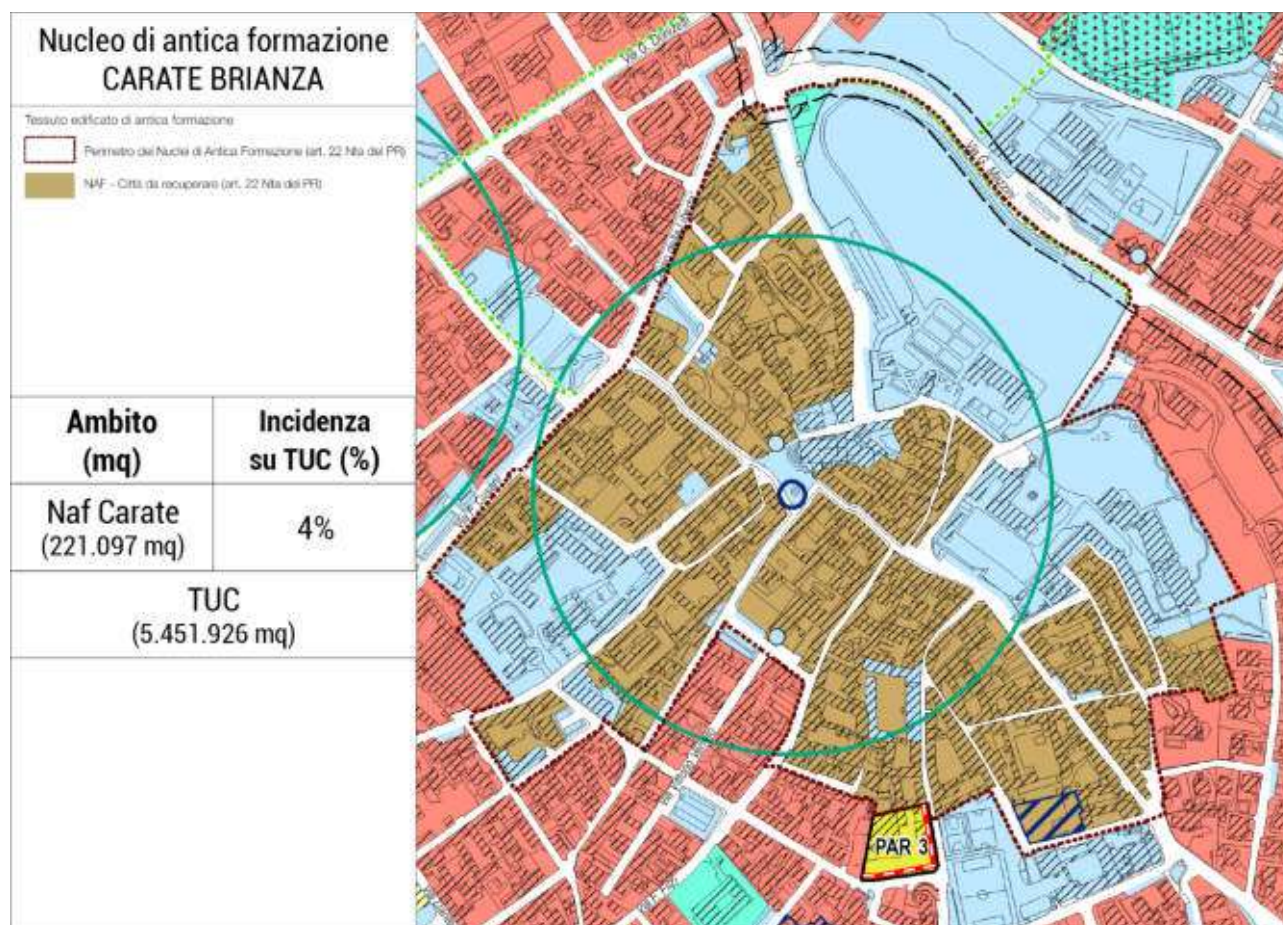 Nucleo di antica formazione
CARATE BRIANZA
Tessuto edificato di antica formazione
Perimetro dei Nuclei di Antica Formazione (art. 22 Nta del PR)
NAF - Città da recuperare (art. 22 Nta del PR)
Ambito
(mq)
Incidenza
su TUC (%)
Naf Carate
(221.097 mq)
4%
TUC
(5.451.926 mq)
Via G. Mazzini
PAR 3